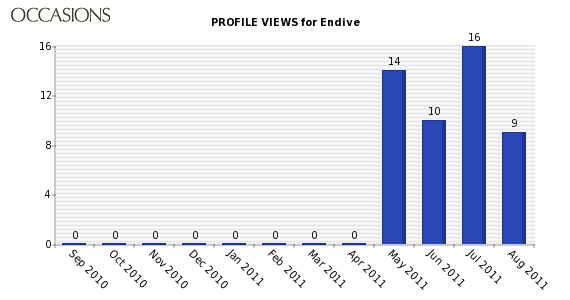 OCCASIONS
PROFILE VIEWS for Endive
16
12
8
4
0
0 0 0 0 0 0 0 0 14 10 16 9
Sep 2010 Oct 2010 Nov 2010 Dec 2010 Jan 2011 Feb 2011 Mar 2011 Apr 2011 May 2011 Jun 2011 Jul 2011 Aug 2011